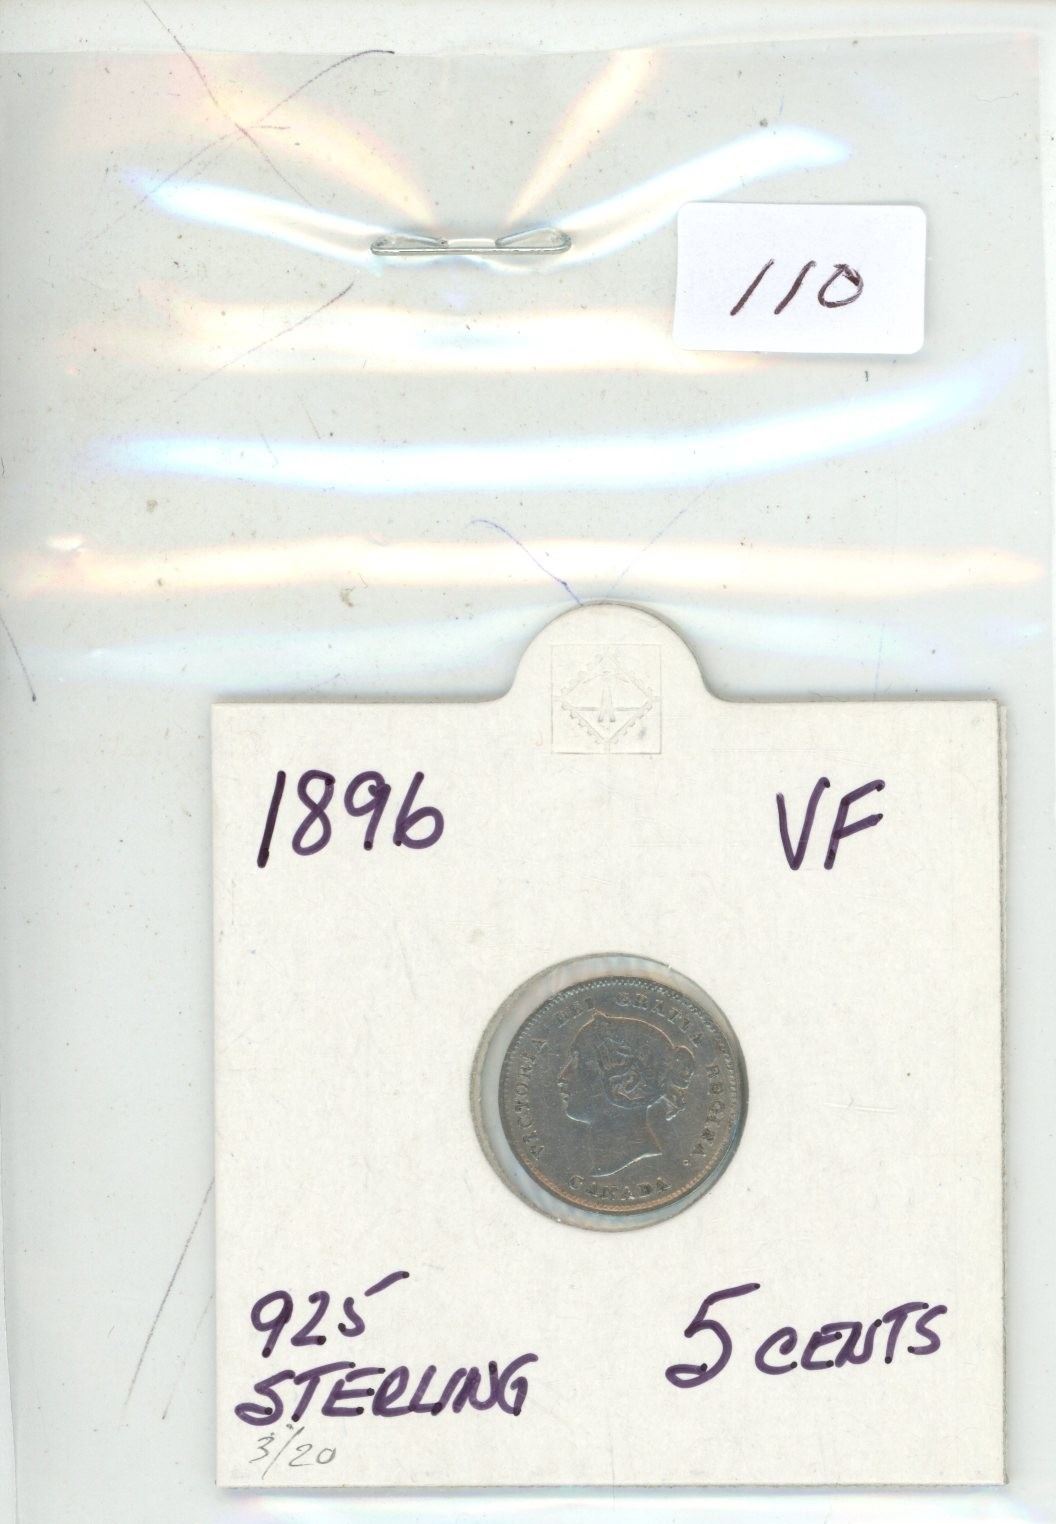 110
1896 VF
VICTORIA DEI GRATIA REGINA.
CANADA
925 STERLING
5 CENTS
3/20